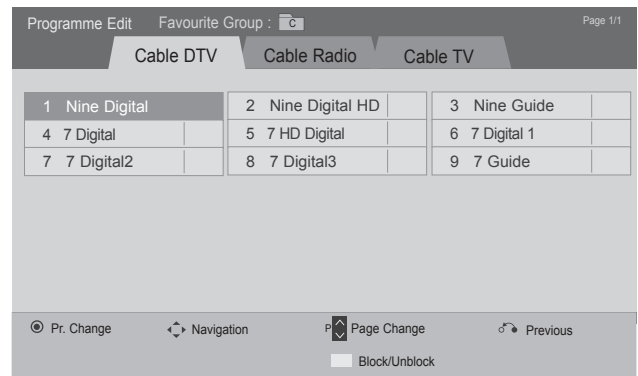 Programme Edit Favourite Group : C Page 1/1
Cable DTV Cable Radio Cable TV
1 Nine Digital 2 Nine Digital HD 3 Nine Guide
4 7 Digital 5 7 HD Digital 6 7 Digital 1
7 7 Digital2 8 7 Digital3 9 7 Guide
Pr. Change Navigation P Page Change Previous
Block/Unblock